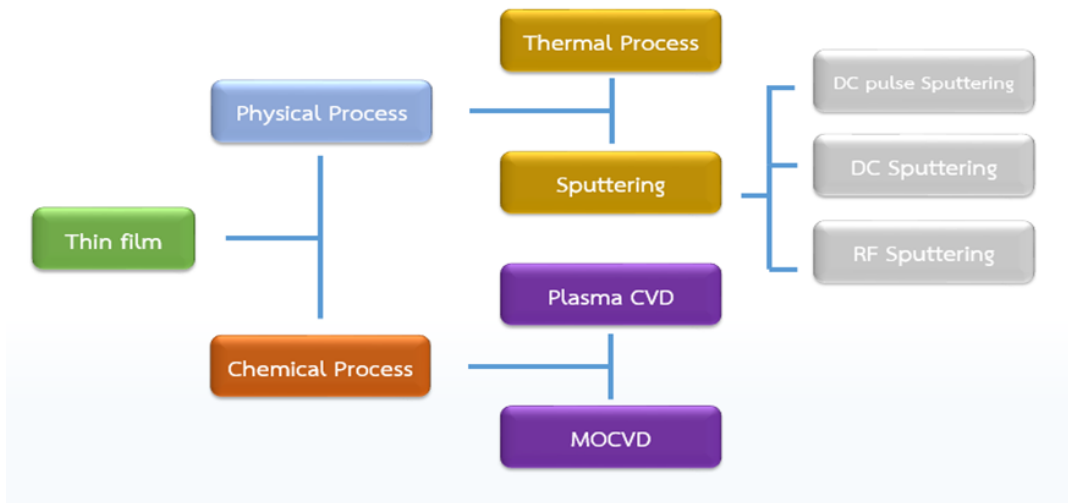 Thermal Process
DC pulse Sputtering
Physical Process
DC Sputtering
Sputtering
Thin film
RF Sputtering
Plasma CVD
Chemical Process
MOCVD